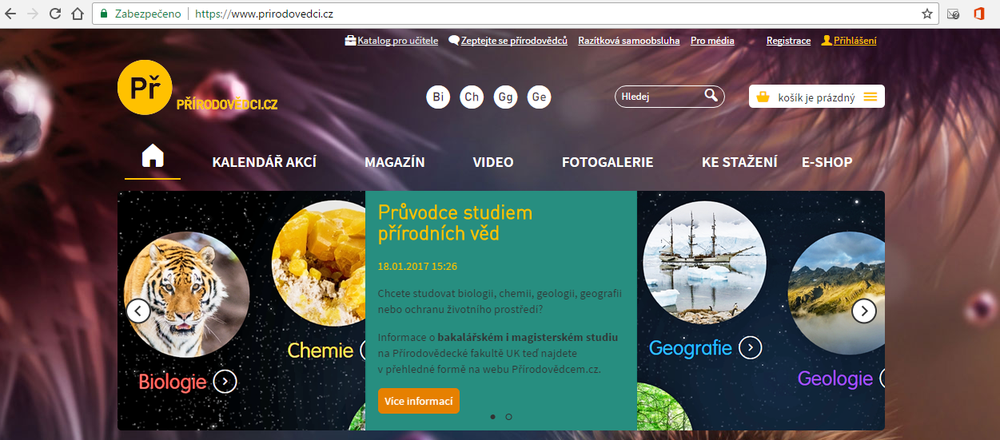 Zabezpečeno
https://www.prirodovedci.cz
Katalog pro učitele
Zeptejte se přírodovědců
Razítková samoobsluha
Pro média
Registrace
Přihlášení
Př
PŘÍRODOVĚDCI.CZ
Bi
Ch
Gg
Ge
Hledej
košík je prázdný
KALENDÁŘ AKCÍ
MAGAZÍN
VIDEO
FOTOGALERIE
KE STAŽENÍ
E-SHOP
Biologie
Chemie
Průvodce studiem
přírodních věd
18.01.2017 15:26
Chcete studovat biologii, chemii, geologii, geografii
nebo ochranu životního prostředí?
Informace o bakalářském i magisterském studiu
na Přírodovědecké fakultě UK teď najdete
v přehledné formě na webu Přírodovědcem.cz.
Více informací
Geografie
Geologie